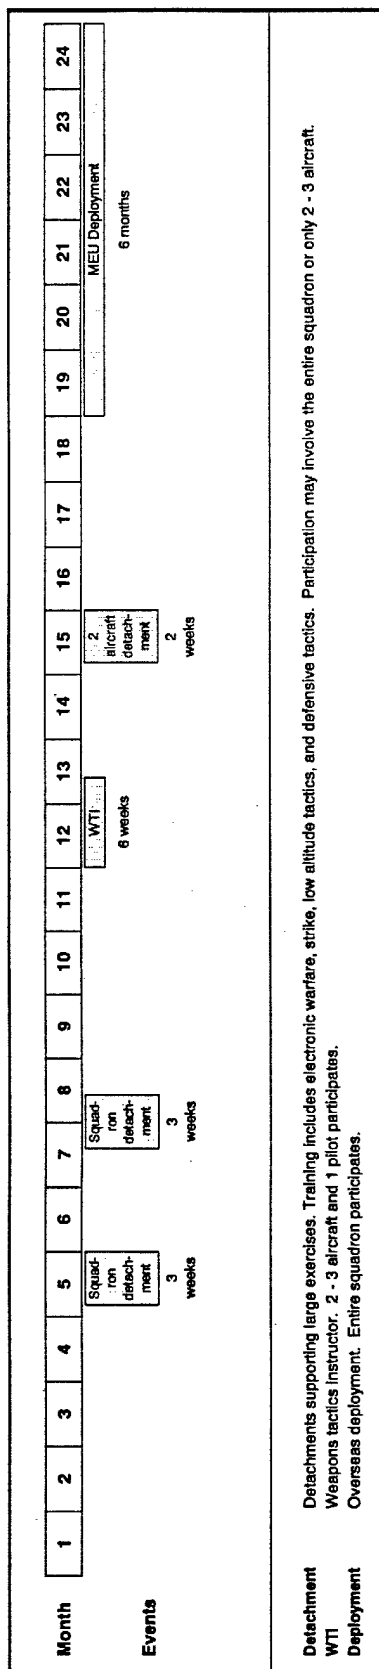 Month 1 2 3 4 5 6 7 8 9 10 11 12 13 14 15 16 17 18 19 20 21 22 23 24
Events
Squad-
ron
detach-
ment
3
weeks
Squad-
ron
detach-
ment
3
weeks
WTI
6 weeks
2
aircraft
detach-
ment
2
weeks
MEU Deployment
6 months
Detachment Detachments supporting large exercises. Training includes electronic warfare, strike, low altitude tactics, and defensive tactics. Participation may involve the entire squadron or only 2 - 3 aircraft.
WTI Weapons tactics instructor. 2 - 3 aircraft and 1 pilot participates.
Deployment Overseas deployment. Entire squadron participates.